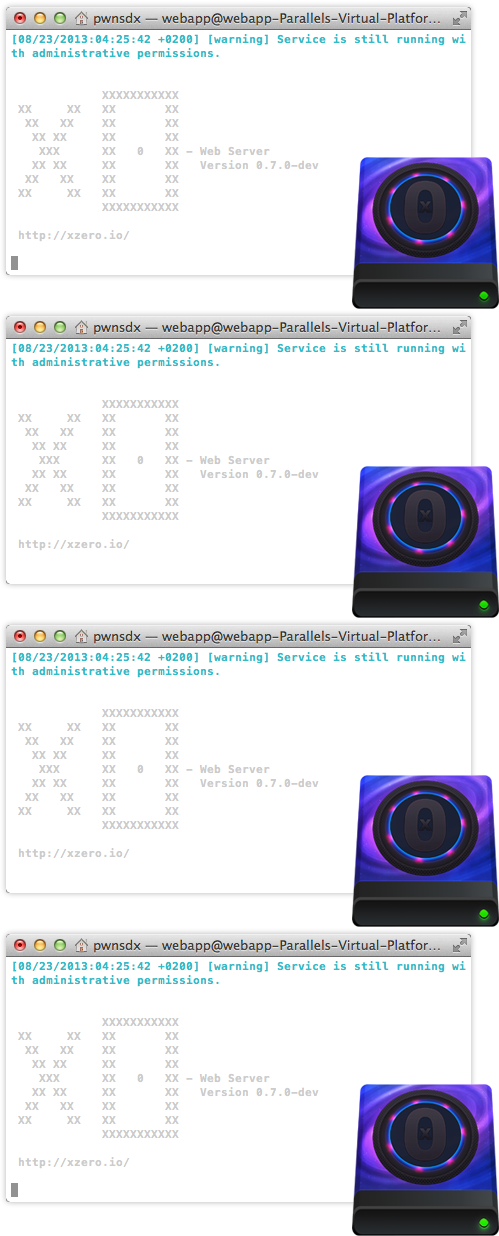 pwnsdx — webapp@webapp-Parallels-Virtual-Platfor...
[08/23/2013:04:25:42 +0200] [warning] Service is still running wi
th administrative permissions.
            XXXXXXXXXXX
XX     XX   XX       XX
 XX   XX    XX       XX
  XX XX     XX       XX
   XXX      XX   0   XX - Web Server
  XX XX     XX       XX   Version 0.7.0-dev
 XX   XX    XX       XX
XX     XX   XX       XX
            XXXXXXXXXXX
http://xzero.io/
0
x
pwnsdx — webapp@webapp-Parallels-Virtual-Platfor...
[08/23/2013:04:25:42 +0200] [warning] Service is still running wi
th administrative permissions.
            XXXXXXXXXXX
XX     XX   XX       XX
 XX   XX    XX       XX
  XX XX     XX       XX
   XXX      XX   0   XX - Web Server
  XX XX     XX       XX   Version 0.7.0-dev
 XX   XX    XX       XX
XX     XX   XX       XX
            XXXXXXXXXXX
http://xzero.io/
0
x
pwnsdx — webapp@webapp-Parallels-Virtual-Platfor...
[08/23/2013:04:25:42 +0200] [warning] Service is still running wi
th administrative permissions.
            XXXXXXXXXXX
XX     XX   XX       XX
 XX   XX    XX       XX
  XX XX     XX       XX
   XXX      XX   0   XX - Web Server
  XX XX     XX       XX   Version 0.7.0-dev
 XX   XX    XX       XX
XX     XX   XX       XX
            XXXXXXXXXXX
http://xzero.io/
0
x
pwnsdx — webapp@webapp-Parallels-Virtual-Platfor...
[08/23/2013:04:25:42 +0200] [warning] Service is still running wi
th administrative permissions.
            XXXXXXXXXXX
XX     XX   XX       XX
 XX   XX    XX       XX
  XX XX     XX       XX
   XXX      XX   0   XX - Web Server
  XX XX     XX       XX   Version 0.7.0-dev
 XX   XX    XX       XX
XX     XX   XX       XX
            XXXXXXXXXXX
http://xzero.io/
0
x